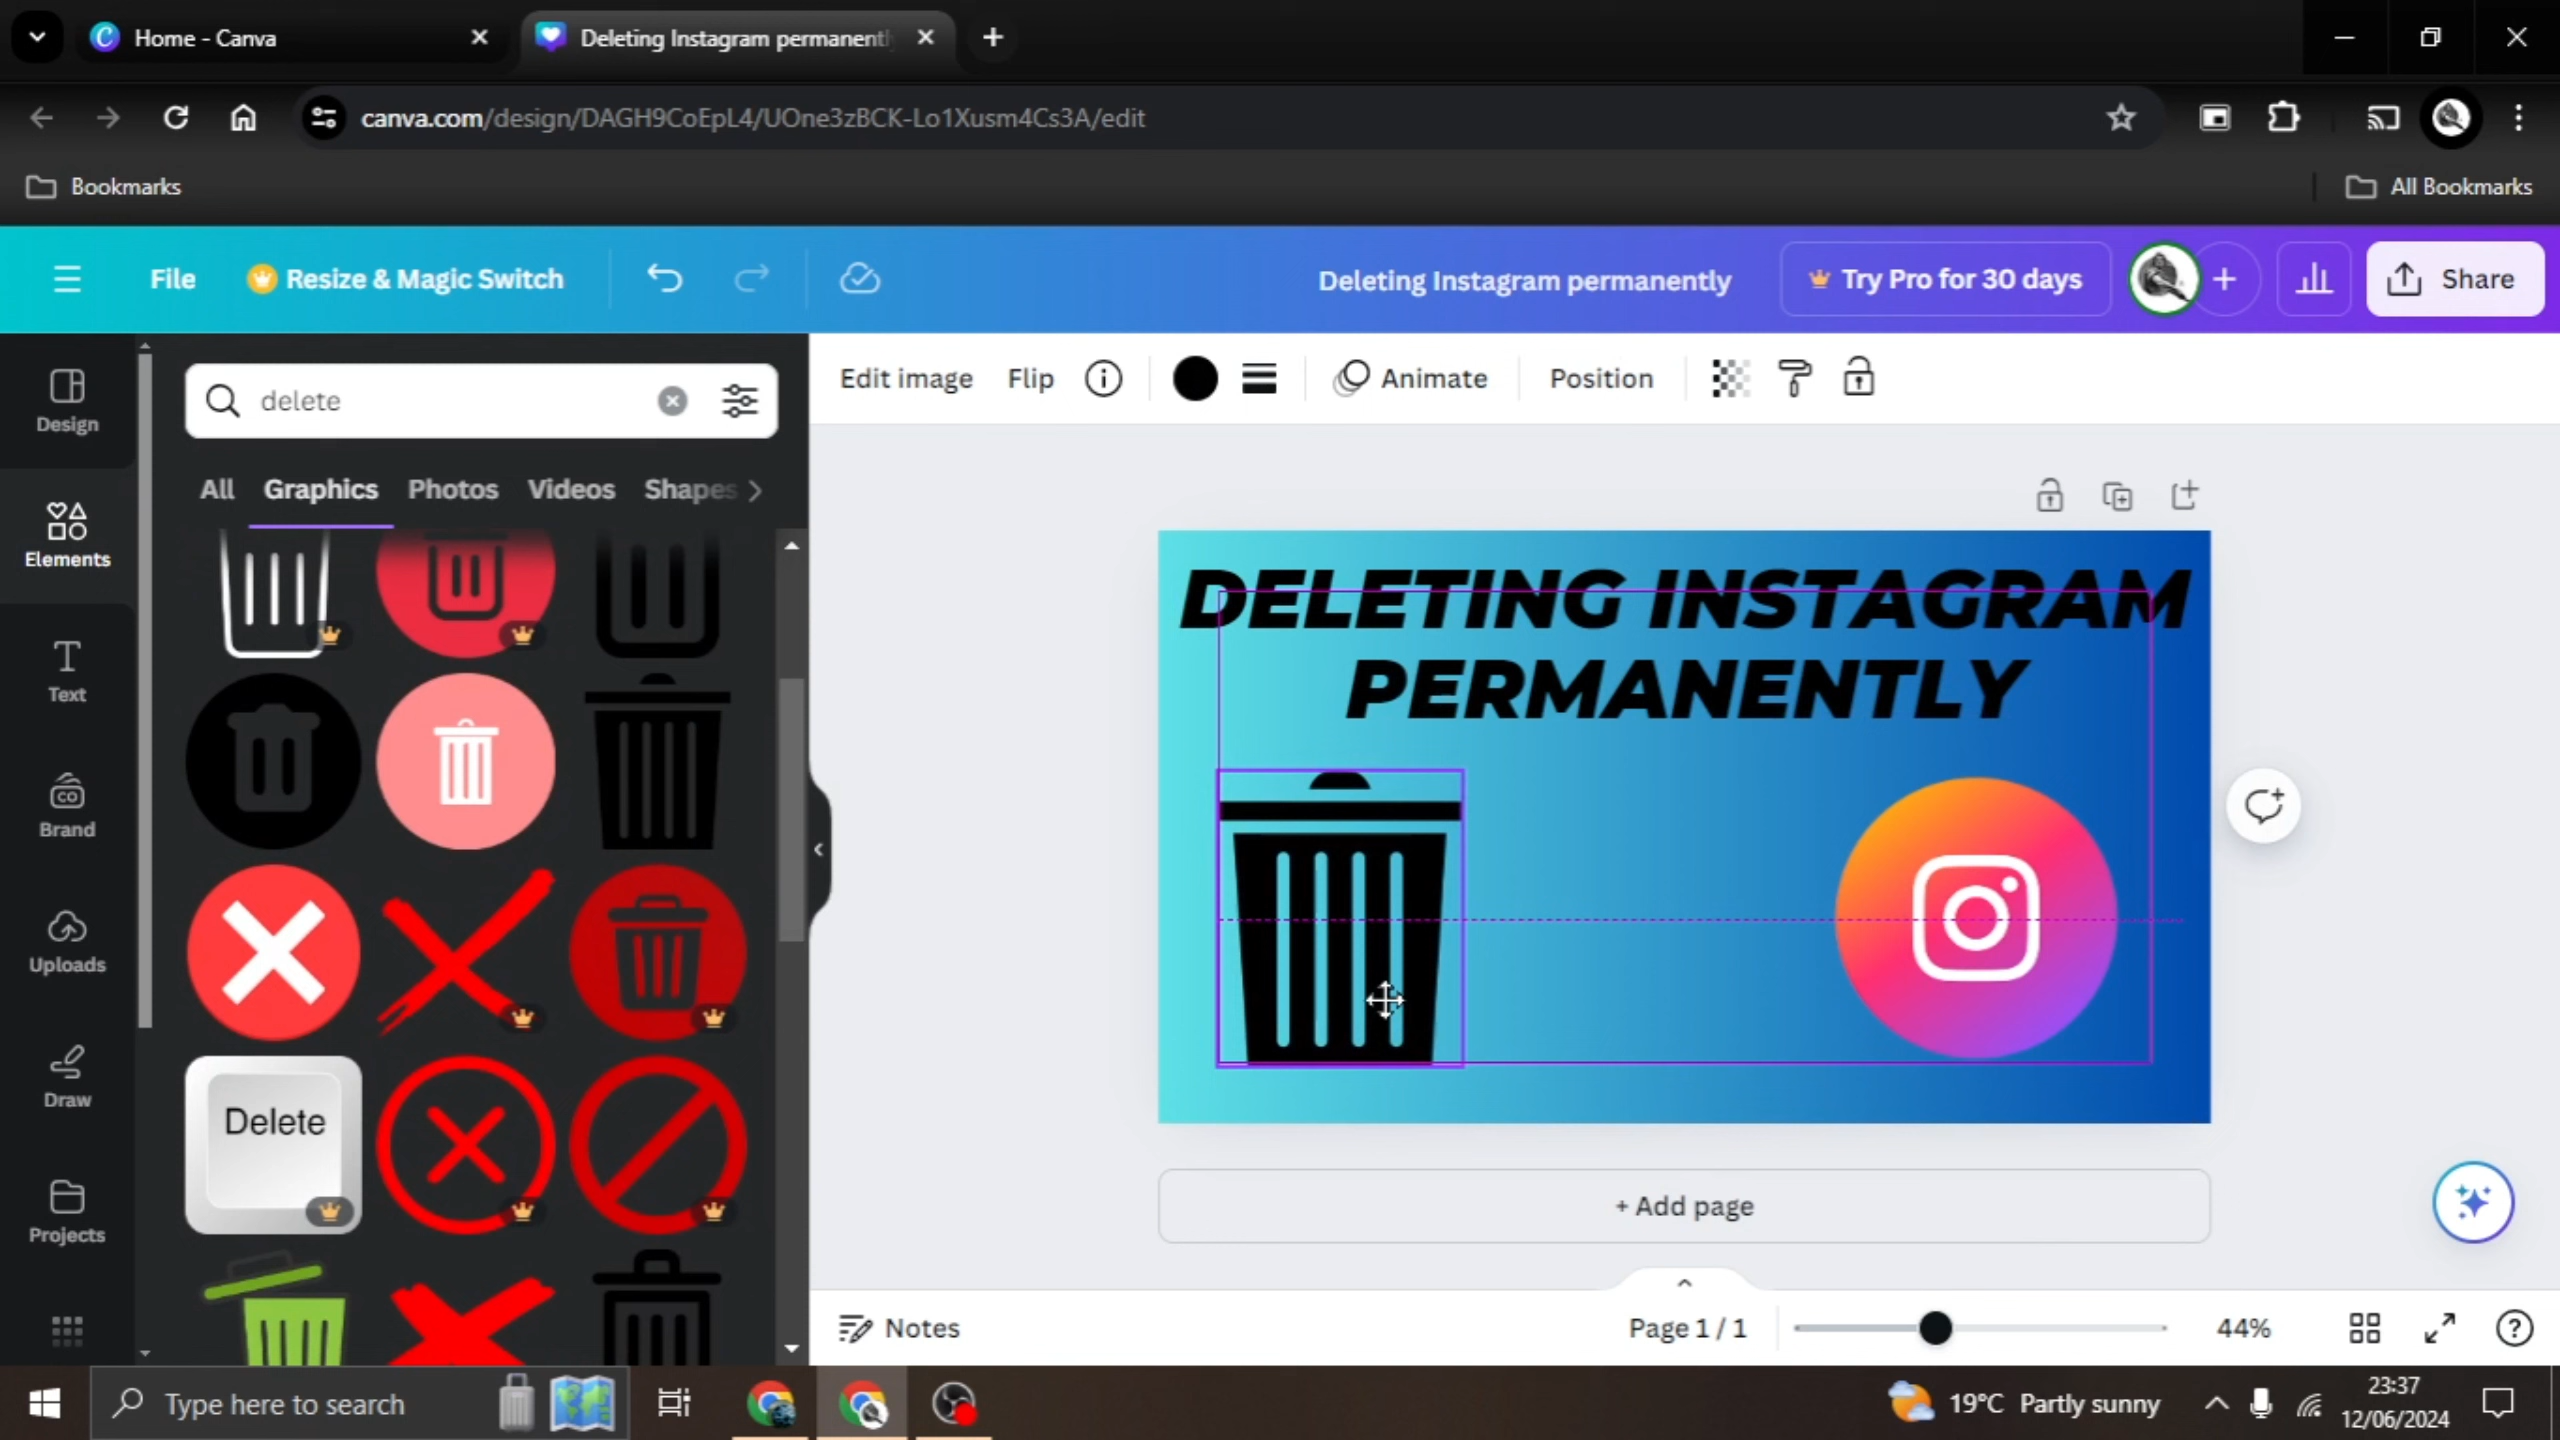 Home - Canva
Deleting Instagram permanently
canva.com/design/DAGH9CoEpL4/UOne3zBCK-Lo1Xusm4Cs3A/edit
Bookmarks
All Bookmarks
File
Resize & Magic Switch
Deleting Instagram permanently
Try Pro for 30 days
Share
Design
Elements
Text
Brand
Uploads
Draw
Projects
delete
All
Graphics
Photos
Videos
Shapes
Delete
Edit image
Flip
Animate
Position
DELETING INSTAGRAM
PERMANENTLY
+ Add page
Notes
Page 1 / 1
44%
Type here to search
19°C Partly sunny
23:37
12/06/2024